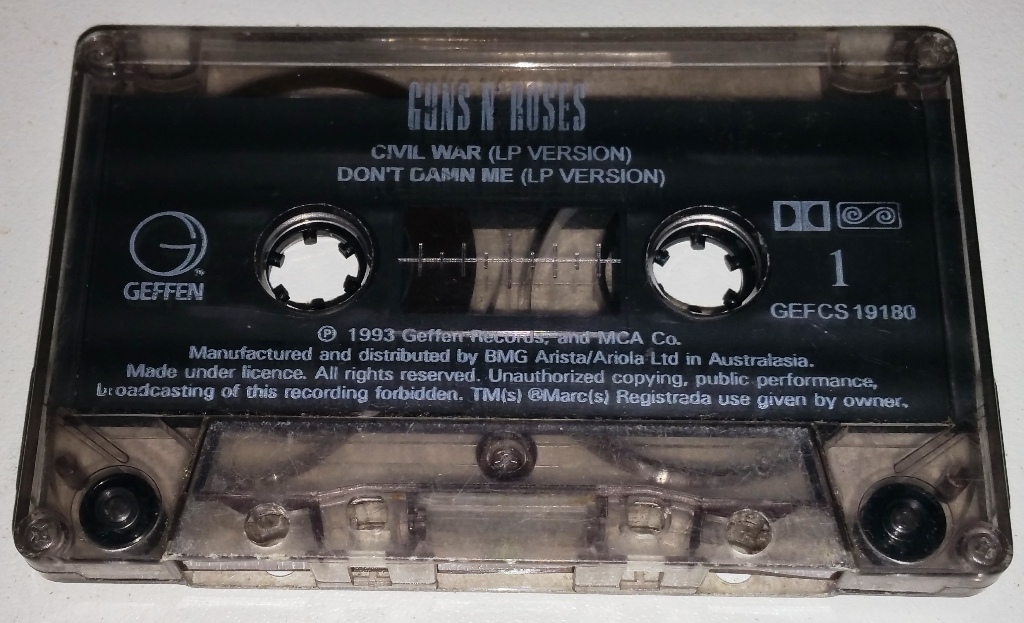 GUNS N' ROSES
CIVIL WAR (LP VERSION)
DON'T DAMN ME (LP VERSION)
G
TM
GEFFEN
1
GEFCS 19180
Ⓟ 1993 Geffen Records, and MCA Co.
Manufactured and distributed by BMG Arista/Ariola Ltd in Australasia.
Made under licence. All rights reserved. Unauthorized copying, public performance,
broadcasting of this recording forbidden. TM(s) ®Marc(s) Registrada use given by owner.